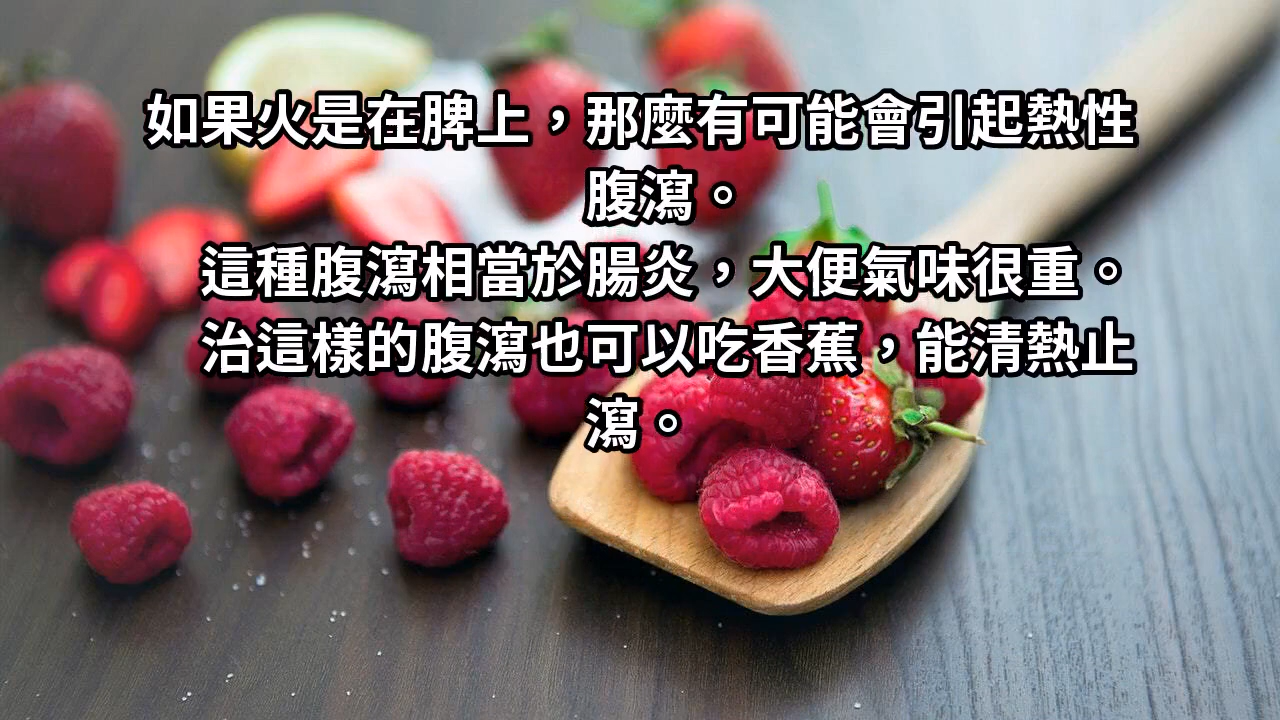 如果火是在脾上，那麼有可能會引起熱性
腹瀉。
這種腹瀉相當於腸炎，大便氣味很重。
治這樣的腹瀉也可以吃香蕉，能清熱止
瀉。